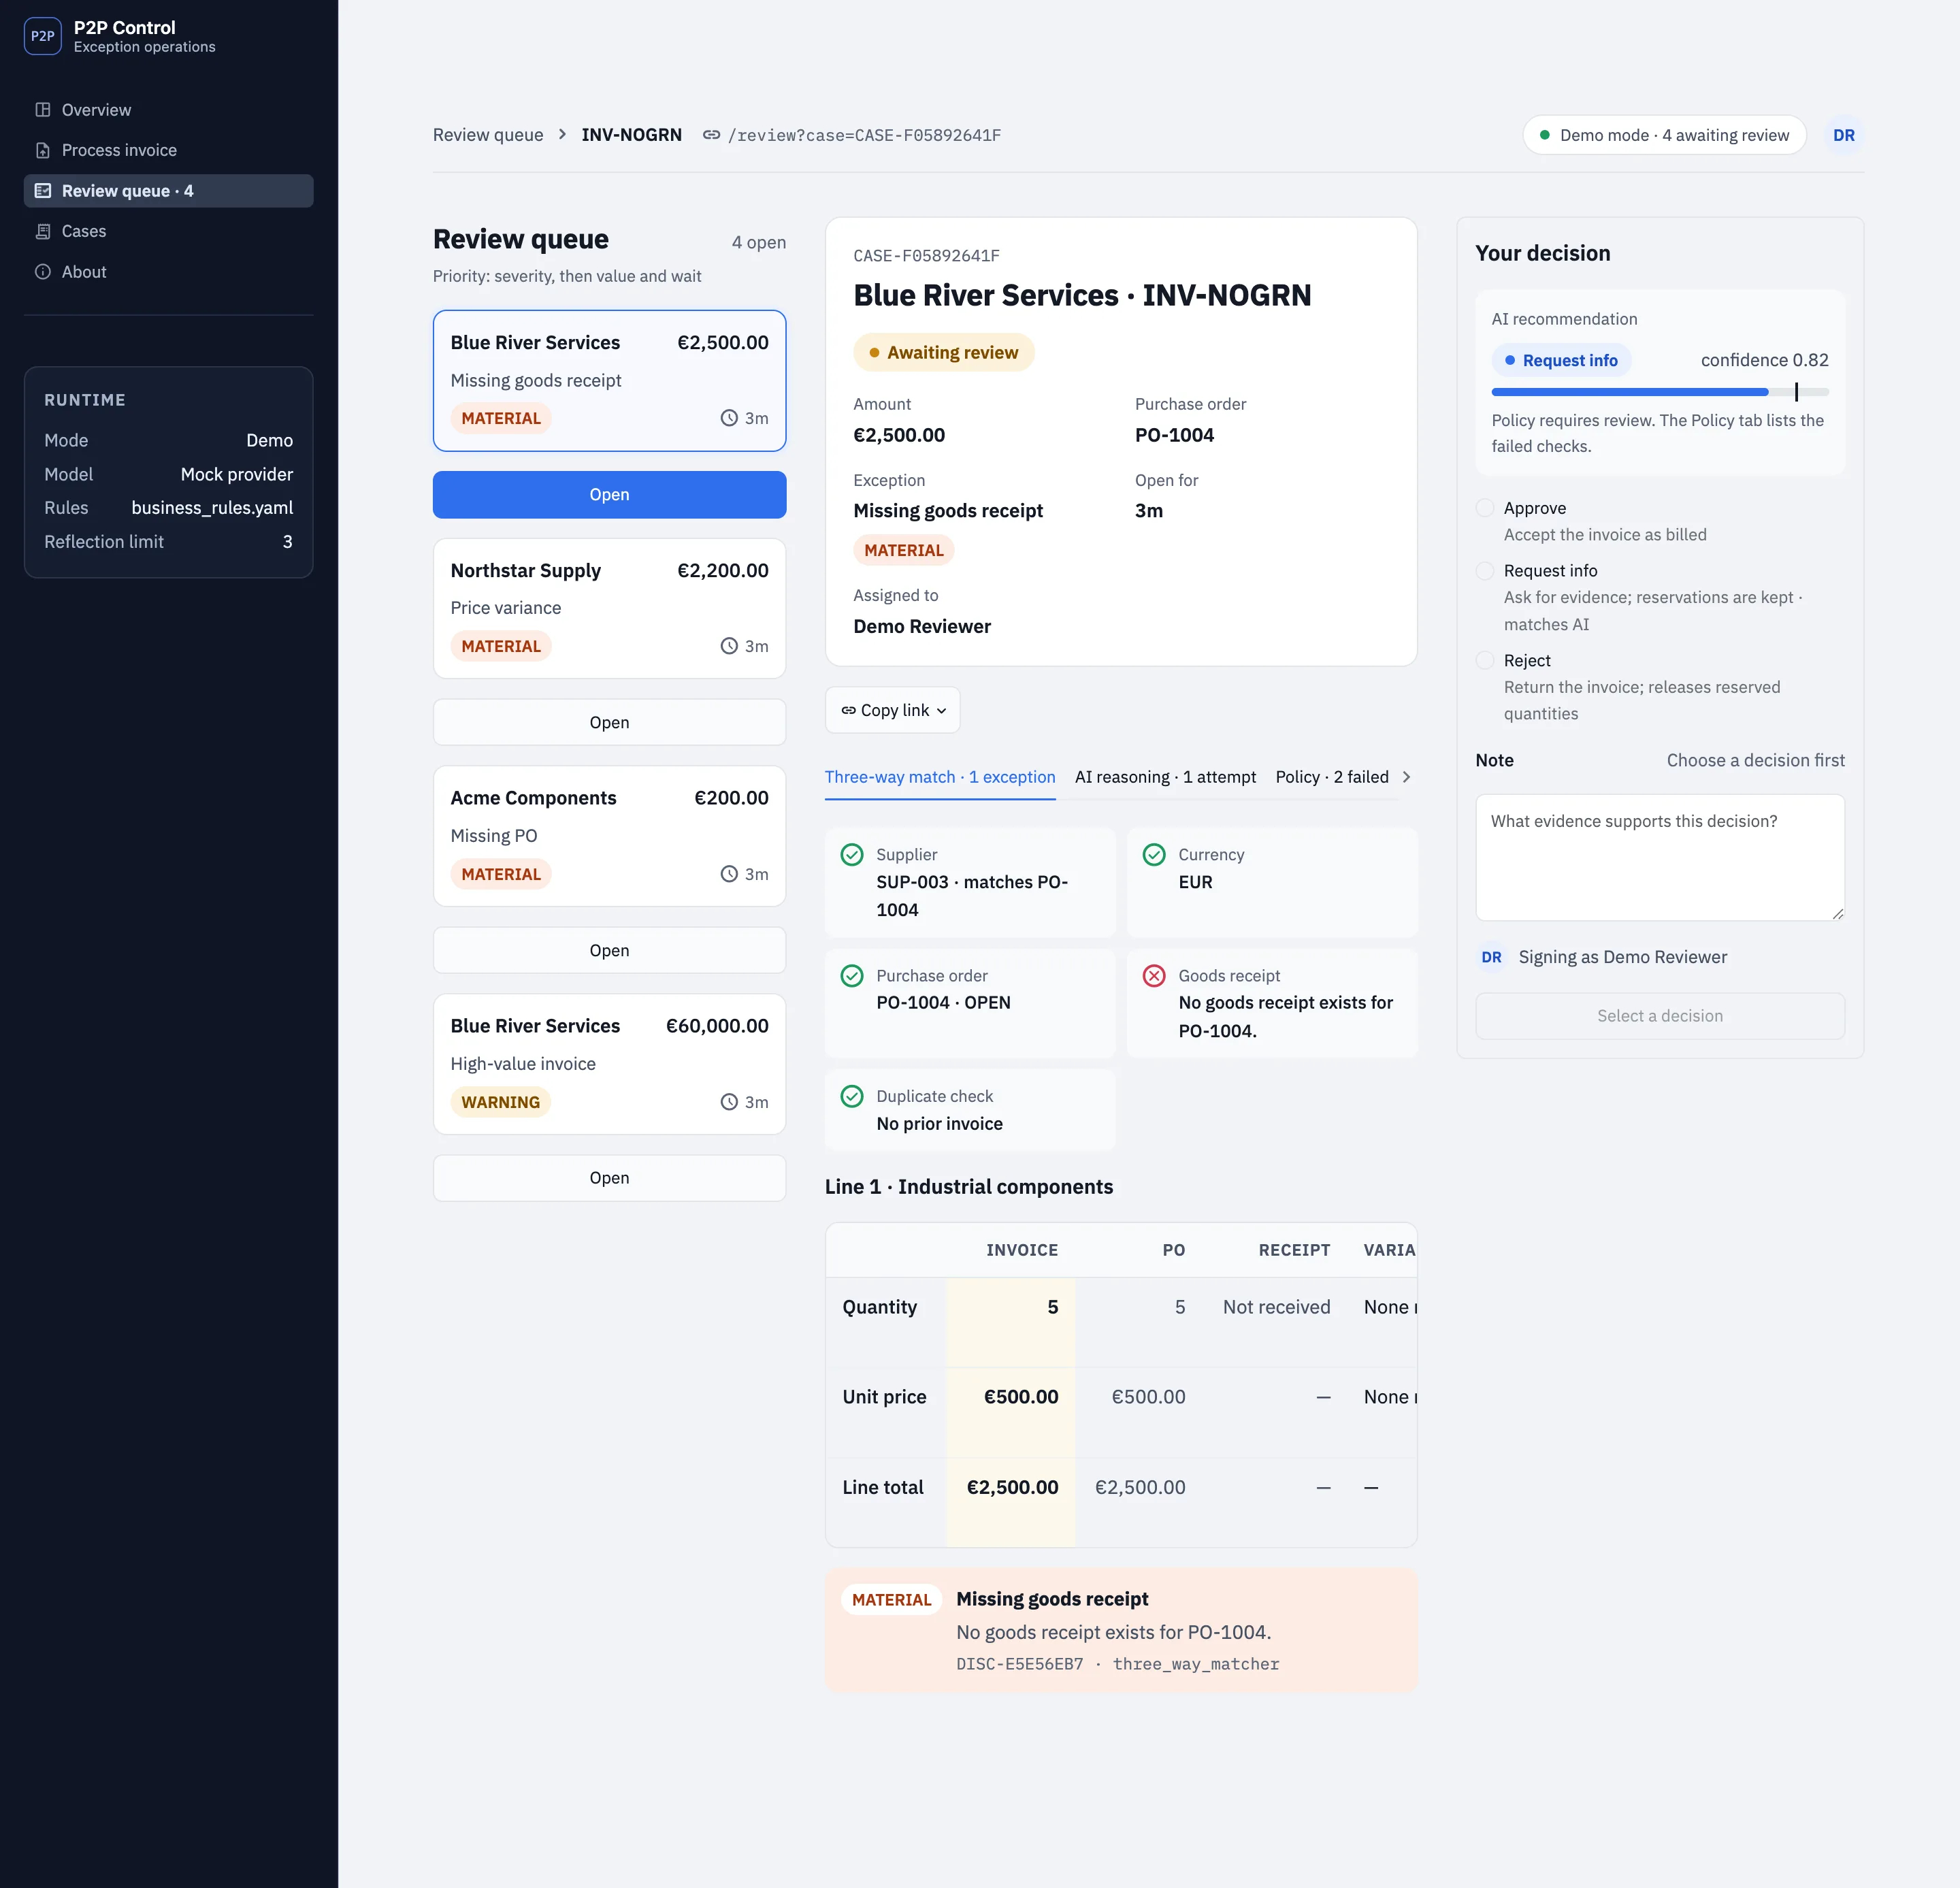 P2P
P2P Control
Exception operations
Overview
Process invoice
Review queue · 4
Cases
About
RUNTIME
Mode Demo
Model Mock provider
Rules business_rules.yaml
Reflection limit 3
Review queue > INV-NOGRN /review?case=CASE-F05892641F
Demo mode · 4 awaiting review DR
Review queue 4 open
Priority: severity, then value and wait
Blue River Services €2,500.00
Missing goods receipt
MATERIAL 3m
Open
Northstar Supply €2,200.00
Price variance
MATERIAL 3m
Open
Acme Components €200.00
Missing PO
MATERIAL 3m
Open
Blue River Services €60,000.00
High-value invoice
WARNING 3m
Open
CASE-F05892641F
Blue River Services · INV-NOGRN
Awaiting review
Amount Purchase order
€2,500.00 PO-1004
Exception Open for
Missing goods receipt 3m
MATERIAL
Assigned to
Demo Reviewer
Copy link
Three-way match · 1 exception AI reasoning · 1 attempt Policy · 2 failed
Supplier
SUP-003 · matches PO-
1004
Currency
EUR
Purchase order
PO-1004 · OPEN
Goods receipt
No goods receipt exists for
PO-1004.
Duplicate check
No prior invoice
Line 1 · Industrial components
INVOICE PO RECEIPT VARIA
Quantity 5 5 Not received None
Unit price €500.00 €500.00 — None
Line total €2,500.00 €2,500.00 — —
MATERIAL Missing goods receipt
No goods receipt exists for PO-1004.
DISC-E5E56EB7 · three_way_matcher
Your decision
AI recommendation
Request info confidence 0.82
Policy requires review. The Policy tab lists the
failed checks.
Approve
Accept the invoice as billed
Request info
Ask for evidence; reservations are kept ·
matches AI
Reject
Return the invoice; releases reserved
quantities
Note Choose a decision first
What evidence supports this decision?
DR Signing as Demo Reviewer
Select a decision